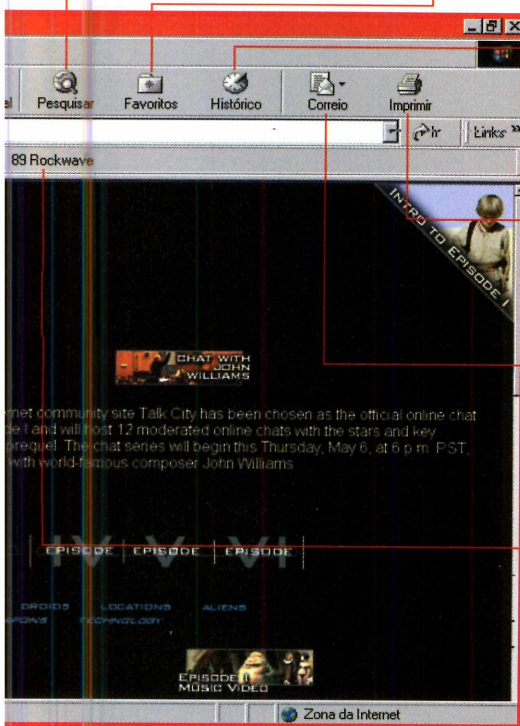 Pesquisar Favoritos Histórico Correio Imprimir
Ir Links »
89 Rockwave
INTRO TO EPISODE I
CHAT WITH
JOHN
WILLIAMS
rnet community site Talk City has been chosen as the official online chat
de I and will host 12 moderated online chats with the stars and key
prequel. The chat series will begin this Thursday, May 6, at 6 p.m. PST,
with world-famous composer John Williams
IV V VI
EPISODE EPISODE EPISODE
DROIDS LOCATIONS ALIENS
TECHNOLOGY
EPISODE I
MUSIC VIDEO
Zona da Internet